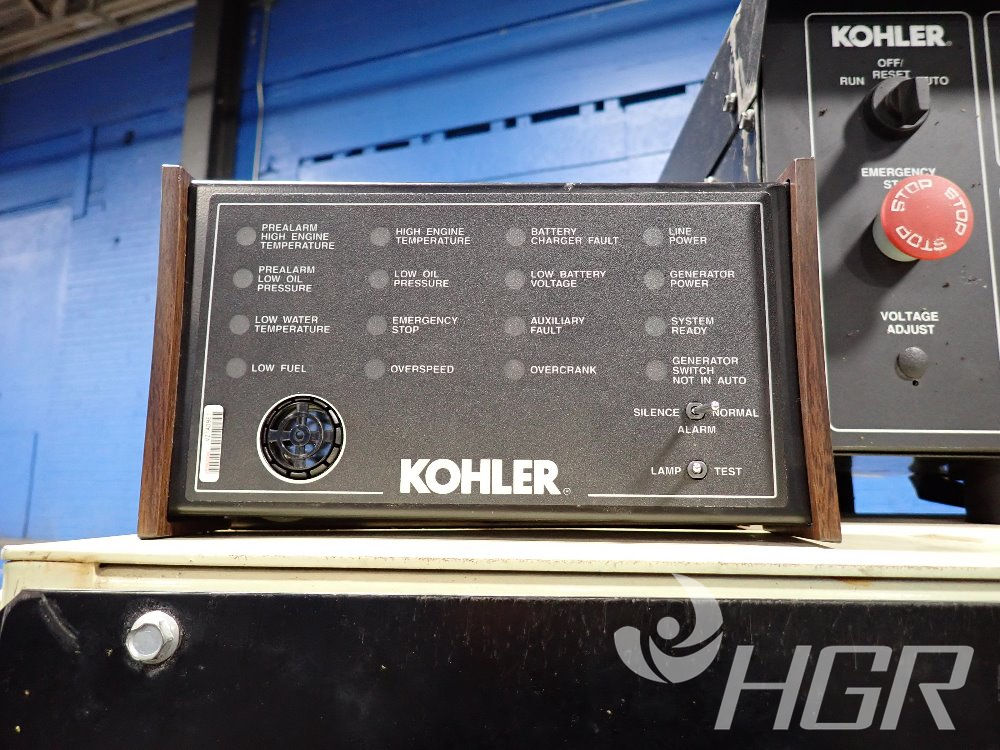 PREALARM
HIGH ENGINE
TEMPERATURE
HIGH ENGINE
TEMPERATURE
BATTERY
CHARGER FAULT
LINE
POWER
PREALARM
LOW OIL
PRESSURE
LOW OIL
PRESSURE
LOW BATTERY
VOLTAGE
GENERATOR
POWER
LOW WATER
TEMPERATURE
EMERGENCY
STOP
AUXILIARY
FAULT
SYSTEM
READY
LOW FUEL
OVERSPEED
OVERCRANK
GENERATOR
SWITCH
NOT IN AUTO
SILENCE NORMAL
ALARM
LAMP TEST
KOHLER®
KOHLER®
OFF/
RESET
RUN AUTO
EMERGENCY
STOP STOP STOP STOP
VOLTAGE
ADJUST
HGR